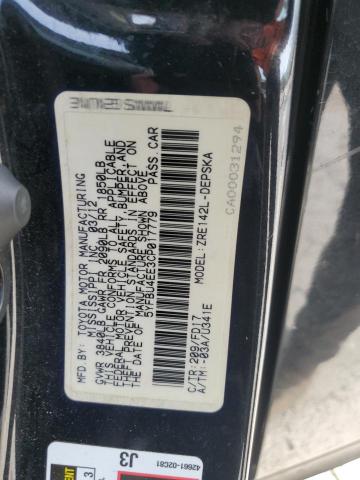 MFD. BY: TOYOTA MOTOR MANUFACTURING
MISSISSIPPI, INC. 03/12
GVWR 3840LB GAWR FR 2090LB RR 1850LB
THIS VEHICLE CONFORMS TO ALL APPLICABLE
FEDERAL MOTOR VEHICLE SAFETY, BUMPER, AND
THEFT PREVENTION STANDARDS IN EFFECT ON
THE DATE OF MANUFACTURE SHOWN ABOVE.
5YFBU4EE3CP017779 PASS CAR
MODEL: ZRE142L-DEPSKA
C/TR: 209/FD17
A/TM: -03A/U341E
CA00031294
42661-02C81
J3